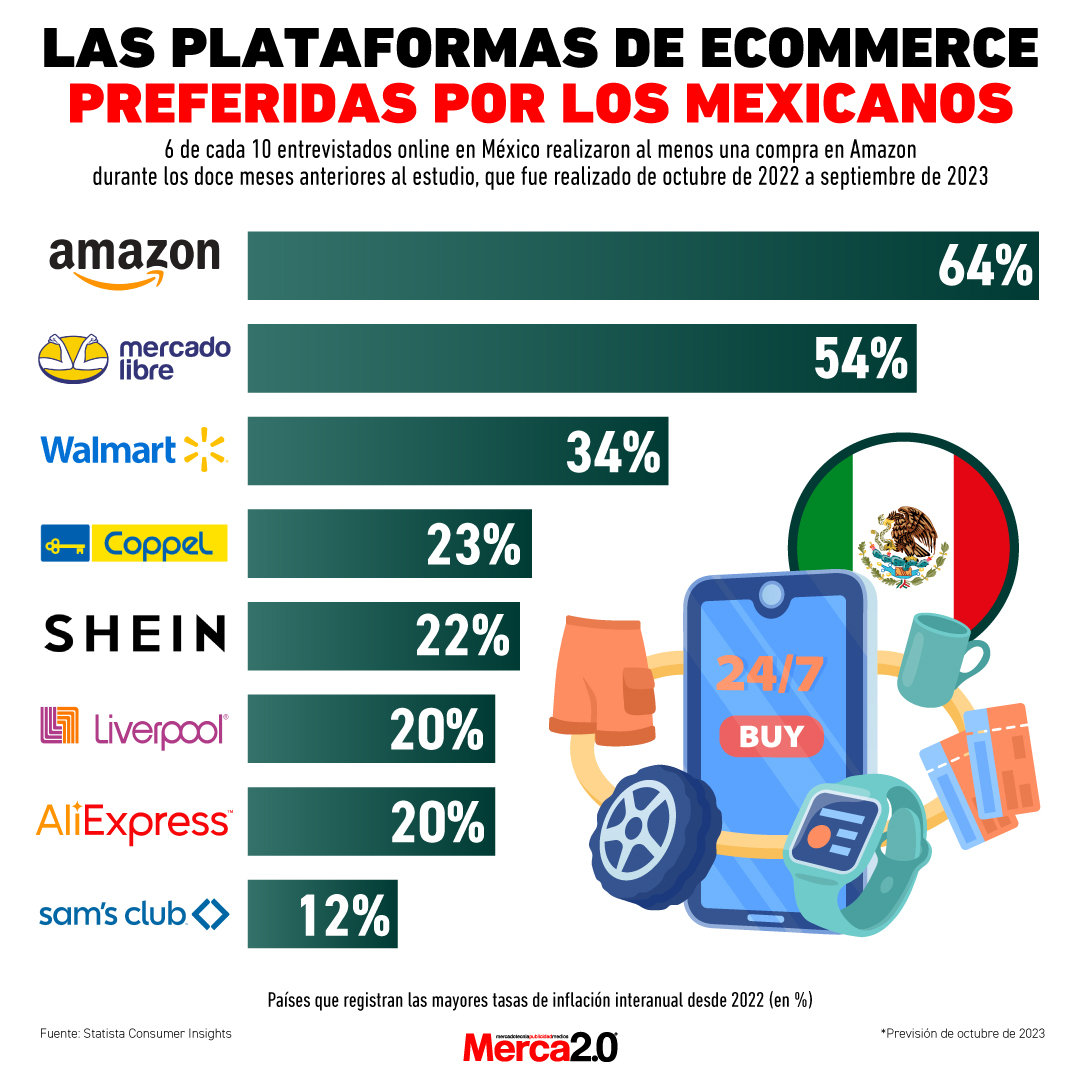 LAS PLATAFORMAS DE ECOMMERCE
PREFERIDAS POR LOS MEXICANOS
6 de cada 10 entrevistados online en México realizaron al menos una compra en Amazon
durante los doce meses anteriores al estudio, que fue realizado de octubre de 2022 a septiembre de 2023
amazon
64%
mercado
libre
54%
Walmart
34%
Coppel
23%
SHEIN
22%
Liverpool®
20%
AliExpress™
20%
sam's club
12%
24/7
BUY
Países que registran las mayores tasas de inflación interanual desde 2022 (en %)
Fuente: Statista Consumer Insights
mercadotecniapublicidadmedios
Merca2.0®
*Previsión de octubre de 2023